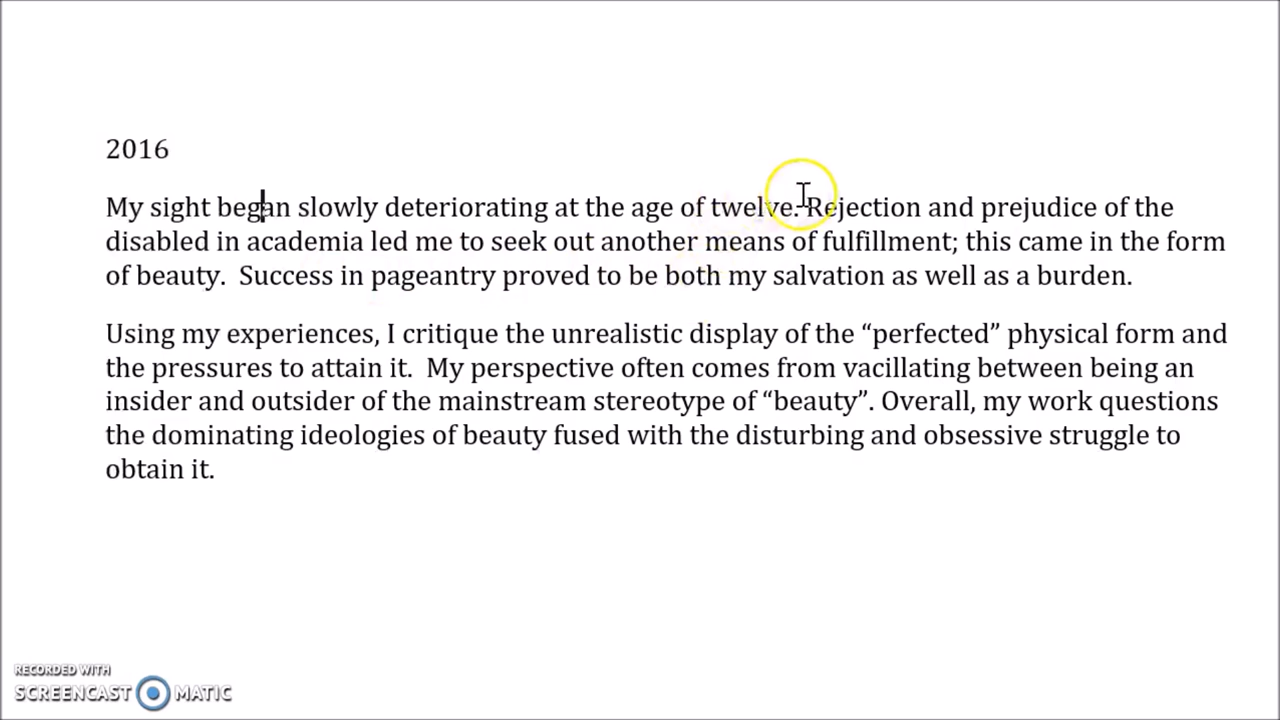 2016
My sight began slowly deteriorating at the age of twelve. Rejection and prejudice of the
disabled in academia led me to seek out another means of fulfillment; this came in the form
of beauty.  Success in pageantry proved to be both my salvation as well as a burden.
Using my experiences, I critique the unrealistic display of the “perfected” physical form and
the pressures to attain it.  My perspective often comes from vacillating between being an
insider and outsider of the mainstream stereotype of “beauty”. Overall, my work questions
the dominating ideologies of beauty fused with the disturbing and obsessive struggle to
obtain it.
RECORDED WITH
SCREENCAST MATIC